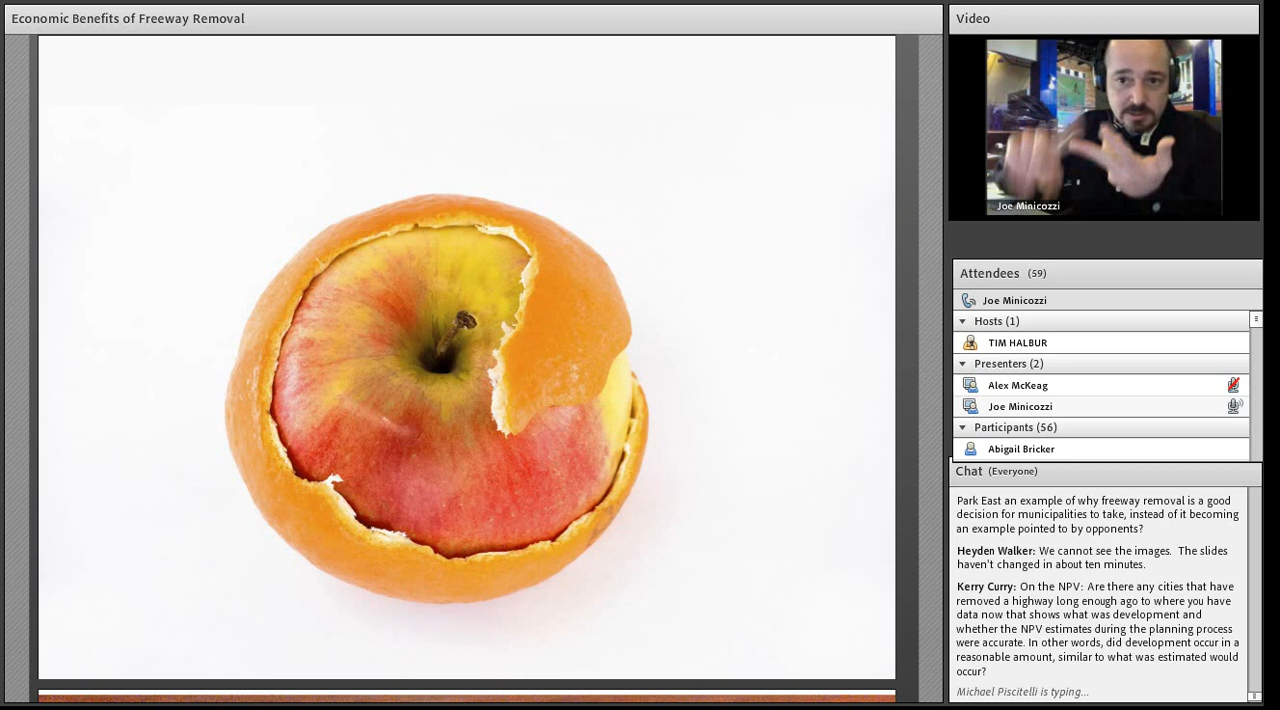 Economic Benefits of Freeway Removal
Video
Joe Minicozzi
Attendees (59)
Joe Minicozzi
Hosts (1)
TIM HALBUR
Presenters (2)
Alex McKeag
Joe Minicozzi
Participants (56)
Abigail Bricker
Chat (Everyone)
Park East an example of why freeway removal is a good
decision for municipalities to take, instead of it becoming
an example pointed to by opponents?
Heyden Walker: We cannot see the images. The slides
haven't changed in about ten minutes.
Kerry Curry: On the NPV: Are there any cities that have
removed a highway long enough ago to where you have
data now that shows what was development and
whether the NPV estimates during the planning process
were accurate. In other words, did development occur in a
reasonable amount, similar to what was estimated would
occur?
Michael Piscitelli is typing...